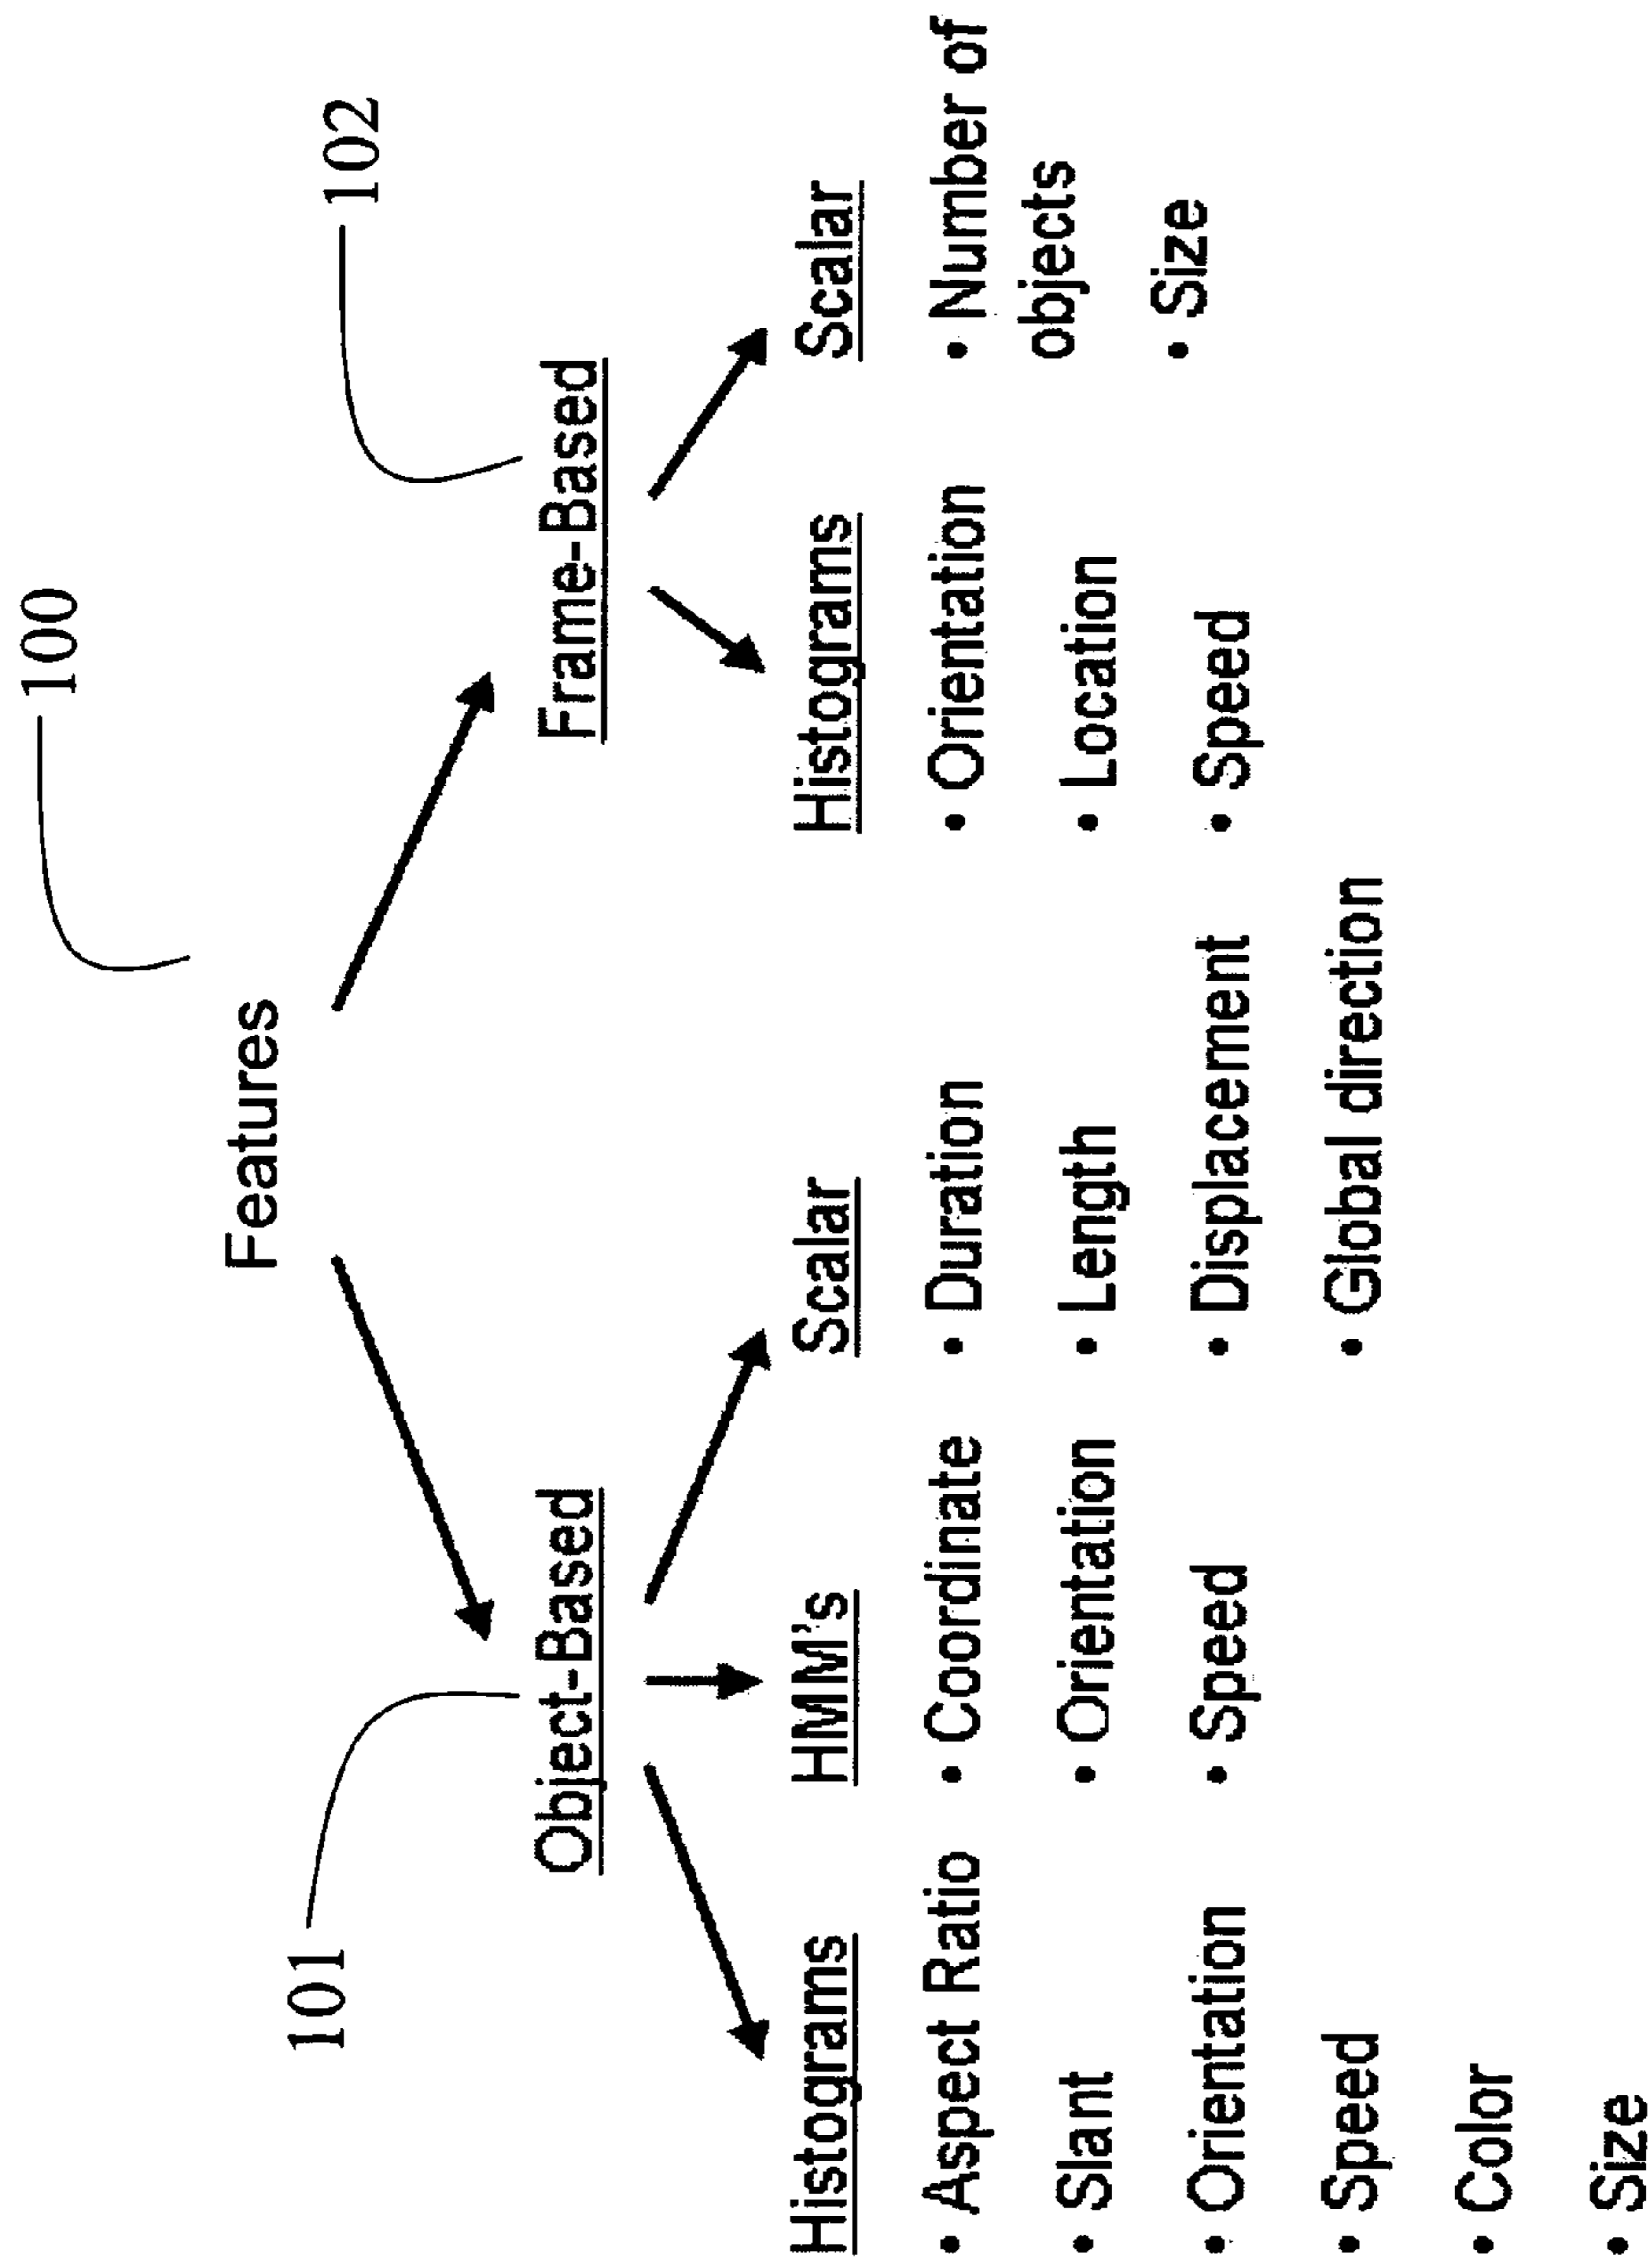 100
Features
101
102
Object-Based
Frame-Based
Histograms
• Aspect Ratio
• Slant
• Orientation
• Speed
• Color
• Size
HMM's
• Coordinate
• Orientation
• Speed
Scalar
• Duration
• Length
• Displacement
• Global direction
Histograms
• Orientation
• Location
• Speed
Scalar
• Number of
objects
• Size